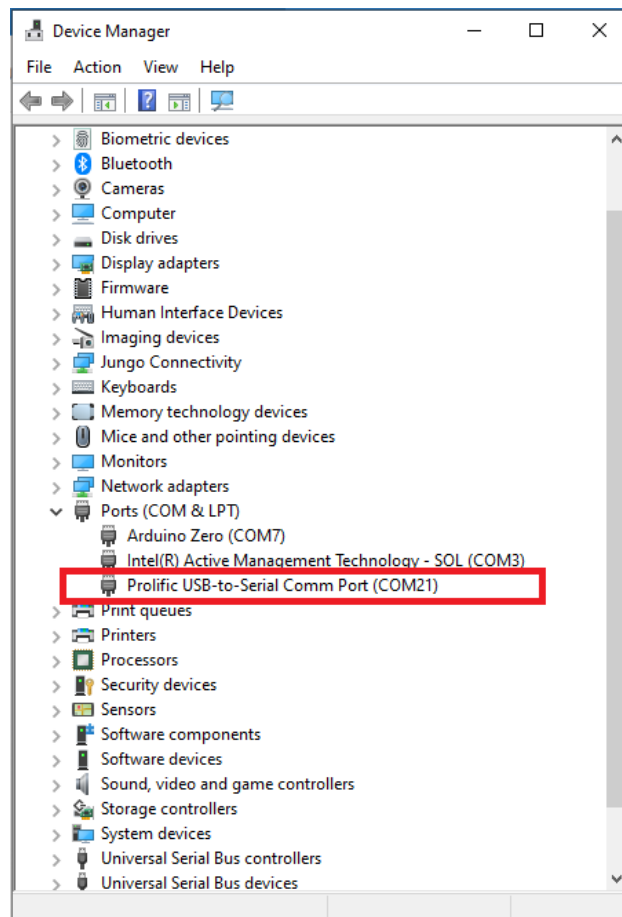 Device Manager
File Action View Help
Biometric devices
Bluetooth
Cameras
Computer
Disk drives
Display adapters
Firmware
Human Interface Devices
Imaging devices
Jungo Connectivity
Keyboards
Memory technology devices
Mice and other pointing devices
Monitors
Network adapters
Ports (COM & LPT)
Arduino Zero (COM7)
Intel(R) Active Management Technology - SOL (COM3)
Prolific USB-to-Serial Comm Port (COM21)
Print queues
Printers
Processors
Security devices
Sensors
Software components
Software devices
Sound, video and game controllers
Storage controllers
System devices
Universal Serial Bus controllers
Universal Serial Bus devices